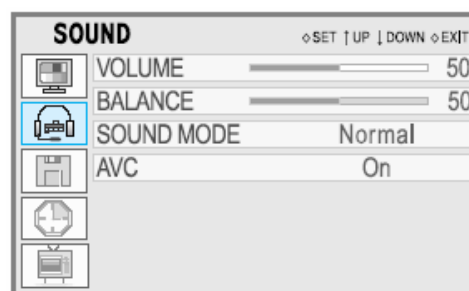 SOUND ◇SET ↑UP ↓DOWN ◇EXIT
VOLUME 50
BALANCE 50
SOUND MODE Normal
AVC On